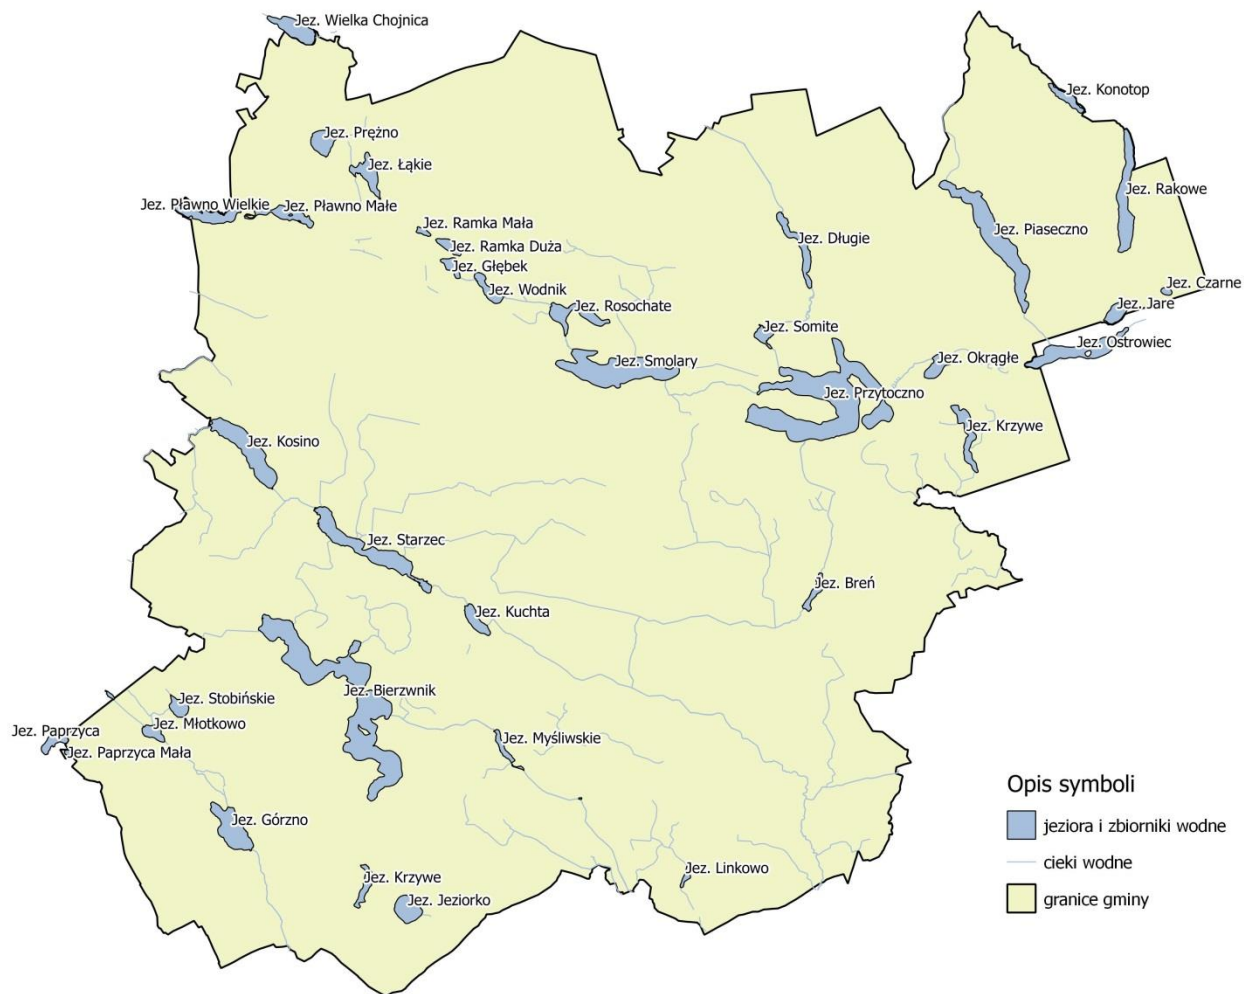 Jez. Wielka Chojnica
Jez. Konotop
Jez. Prężno
Jez. Łąkie
Jez. Rakowe
Jez. Pławno Wielkie
Jez. Pławno Małe
Jez. Ramka Mała
Jez. Piaseczno
Jez. Długie
Jez. Ramka Duża
Jez. Głębek
Jez. Czarne
Jez. Wodnik
Jez. Rosochate
Jez. Jare
Jez. Somite
Jez. Ostrowiec
Jez. Smolary
Jez. Okrągłe
Jez. Przytoczno
Jez. Krzywe
Jez. Kosino
Jez. Starzec
Jez. Breń
Jez. Kuchta
Jez. Bierzwnik
Jez. Stobińskie
Jez. Młotkowo
Jez. Paprzyca
Jez. Myśliwskie
Jez. Paprzyca Mała
Jez. Górzno
Jez. Linkowo
Jez. Krzywe
Jez. Jeziorko
Opis symboli
jeziora i zbiorniki wodne
cieki wodne
granice gminy